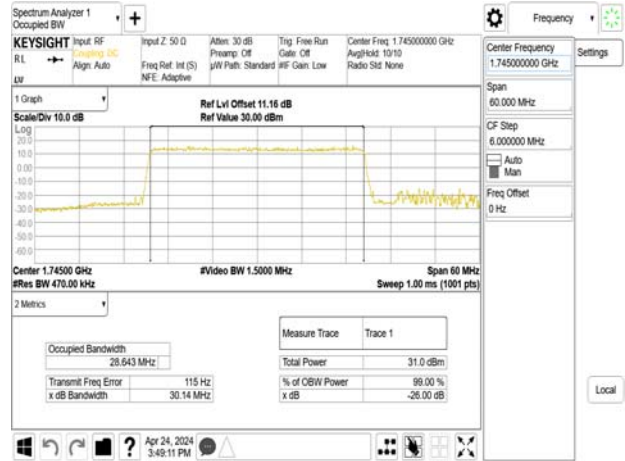 Spectrum Analyzer 1
Occupied BW
+
Frequency
KEYSIGHT
RL
Input: RF
Coupling: DC
Align: Auto
Input Z: 50 Ω
Freq Ref: Int (S)
NFE: Adaptive
Atten: 30 dB
Preamp: Off
µW Path: Standard
Trig: Free Run
Gate: Off
#IF Gain: Low
Center Freq: 1.745000000 GHz
Avg|Hold: 10/10
Radio Std: None
Center Frequency
1.745000000 GHz
Settings
Span
60.000 MHz
CF Step
6.000000 MHz
Auto
Man
Freq Offset
0 Hz
Local
1 Graph
Scale/Div 10.0 dB
Ref Lvl Offset 11.16 dB
Ref Value 30.00 dBm
Log
20.0
10.0
0.00
-10.0
-20.0
-30.0
-40.0
-50.0
-60.0
Center 1.74500 GHz
#Video BW 1.5000 MHz
Span 60 MHz
#Res BW 470.00 kHz
Sweep 1.00 ms (1001 pts)
2 Metrics
Measure Trace
Trace 1
Occupied Bandwidth
28.643 MHz
Total Power
31.0 dBm
Transmit Freq Error
115 Hz
% of OBW Power
99.00 %
x dB Bandwidth
30.14 MHz
x dB
-26.00 dB
?
Apr 24, 2024
3:49:11 PM